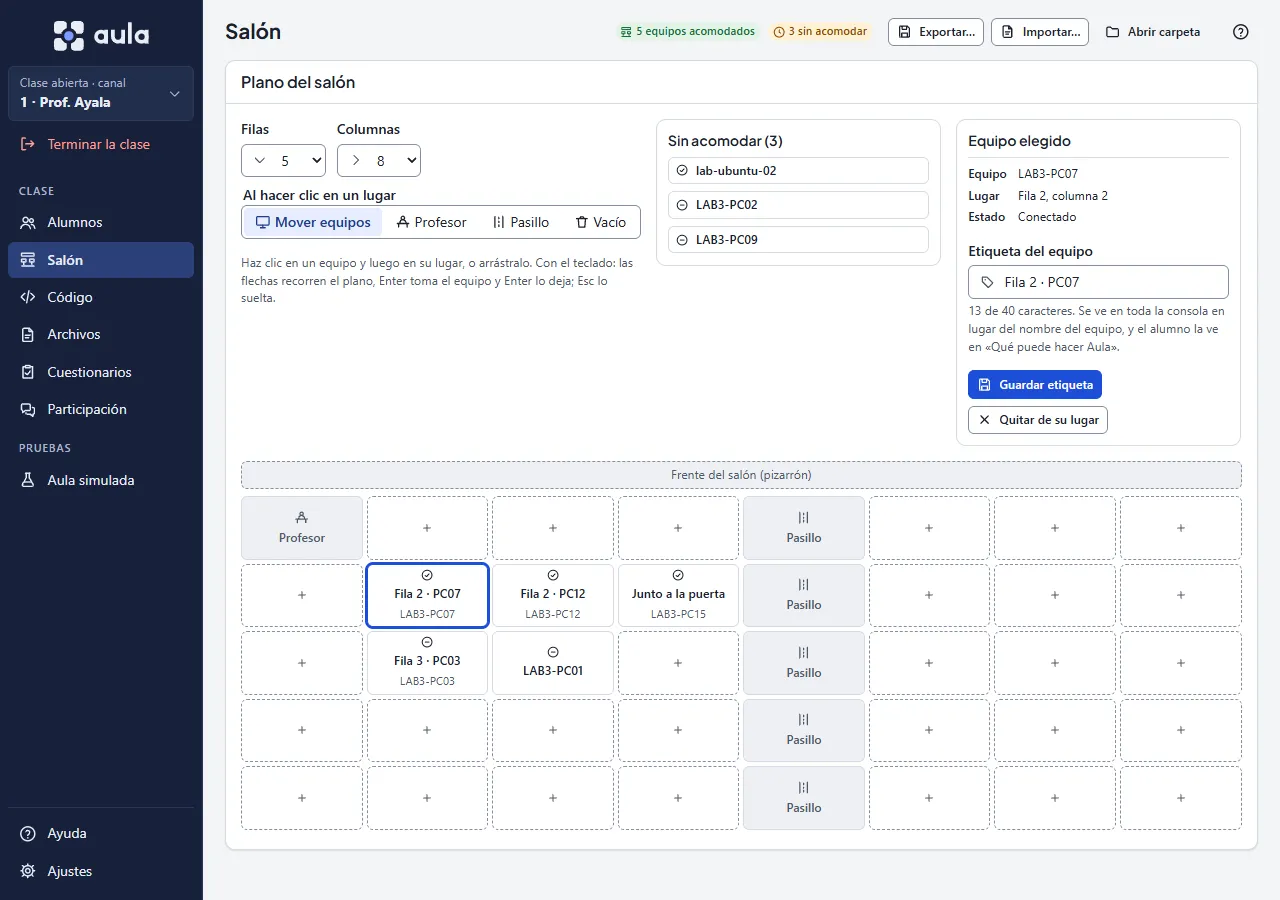 aula
Clase abierta · canal
1 · Prof. Ayala
Terminar la clase
CLASE
Alumnos
Salón
Código
Archivos
Cuestionarios
Participación
PRUEBAS
Aula simulada
Ayuda
Ajustes
Salón
5 equipos acomodados
3 sin acomodar
Exportar...
Importar...
Abrir carpeta
Plano del salón
Filas
Columnas
5
8
Al hacer clic en un lugar
Mover equipos
Profesor
Pasillo
Vacío
Haz clic en un equipo y luego en su lugar, o arrástralo. Con el teclado: las
flechas recorren el plano, Enter toma el equipo y Enter lo deja; Esc lo
suelta.
Sin acomodar (3)
lab-ubuntu-02
LAB3-PC02
LAB3-PC09
Equipo elegido
Equipo LAB3-PC07
Lugar Fila 2, columna 2
Estado Conectado
Etiqueta del equipo
Fila 2 · PC07
13 de 40 caracteres. Se ve en toda la consola en
lugar del nombre del equipo, y el alumno la ve
en «Qué puede hacer Aula».
Guardar etiqueta
Quitar de su lugar
Frente del salón (pizarrón)
Profesor
+
+
+
Pasillo
+
+
+
+
Fila 2 · PC07
LAB3-PC07
Fila 2 · PC12
LAB3-PC12
Junto a la puerta
LAB3-PC15
Pasillo
+
+
+
+
Fila 3 · PC03
LAB3-PC03
LAB3-PC01
+
Pasillo
+
+
+
+
+
+
+
Pasillo
+
+
+
+
+
+
+
Pasillo
+
+
+